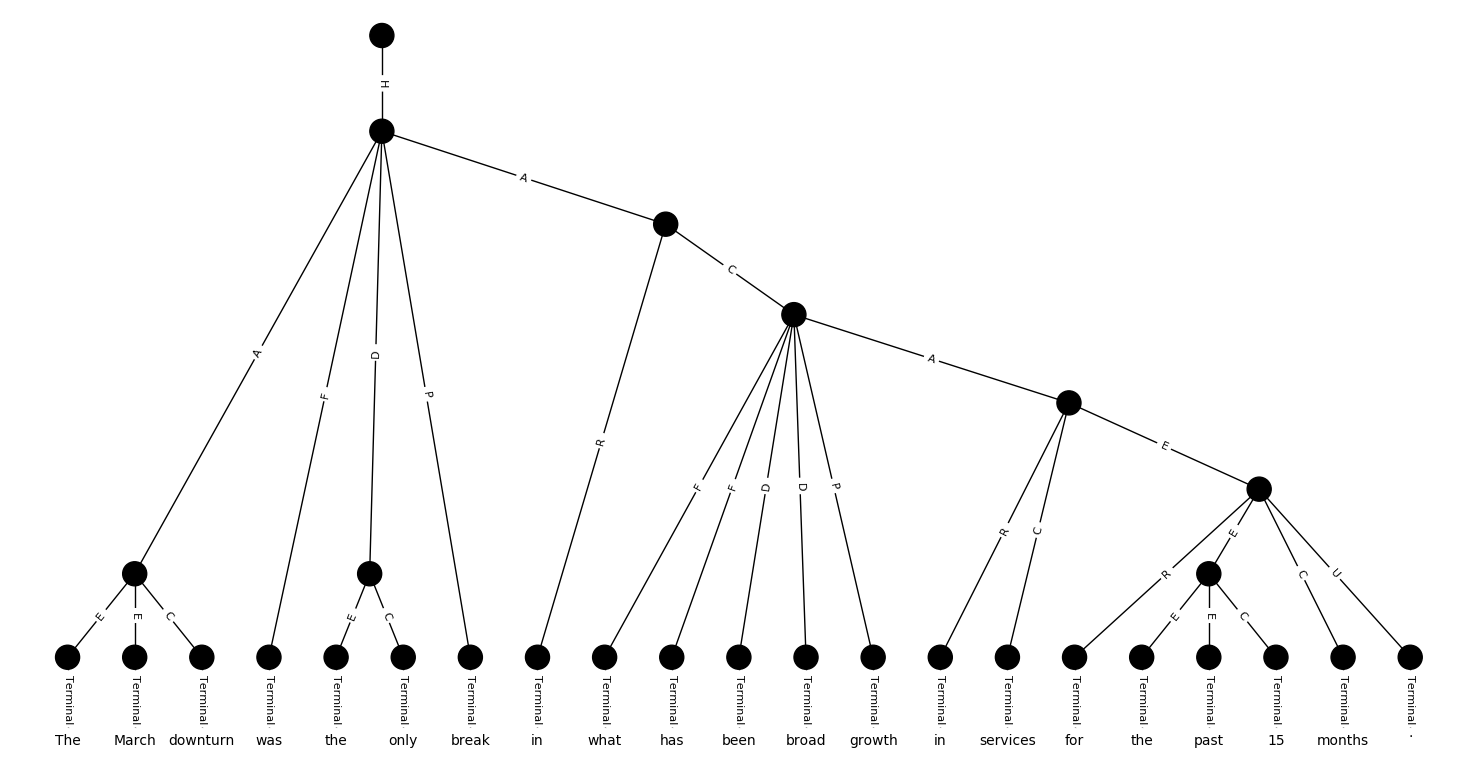 H
A
A
C
A
F
D
P
E
R
F
F
D
D
P
R
C
E
R
C
U
E
E
C
E
C
E
E
C
Terminal Terminal Terminal Terminal Terminal Terminal Terminal Terminal Terminal Terminal Terminal Terminal Terminal Terminal Terminal Terminal Terminal Terminal Terminal Terminal Terminal
The March downturn was the only break in what has been broad growth in services for the past 15 months .